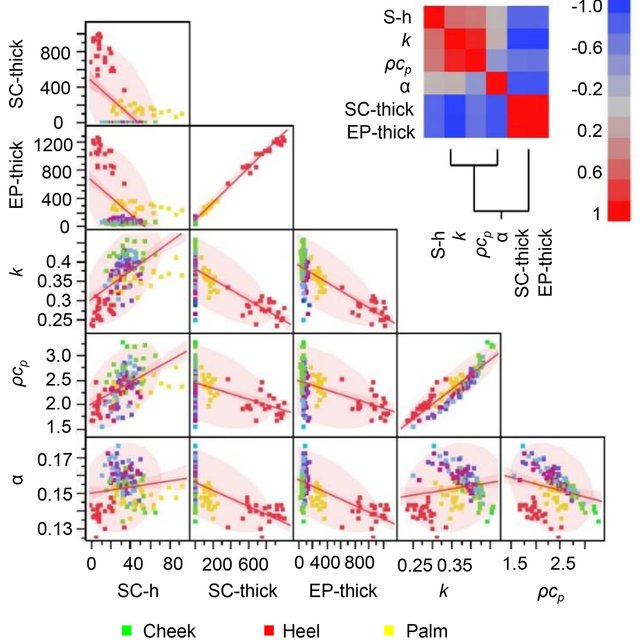 S-h
k
ρcp
α
SC-thick
EP-thick
-1.0
-0.6
-0.2
0.2
0.6
1
S-h
k
ρcp
α
SC-thick
EP-thick
SC-thick
800
400
0
EP-thick
1200
800
400
0
k
0.4
0.35
0.3
0.25
ρcp
3.0
2.5
2.0
1.5
α
0.17
0.15
0.13
0 40 80
200 600
0 400 800
0.25 0.35
1.5 2.5
SC-h
SC-thick
EP-thick
k
ρcp
Cheek
Heel
Palm